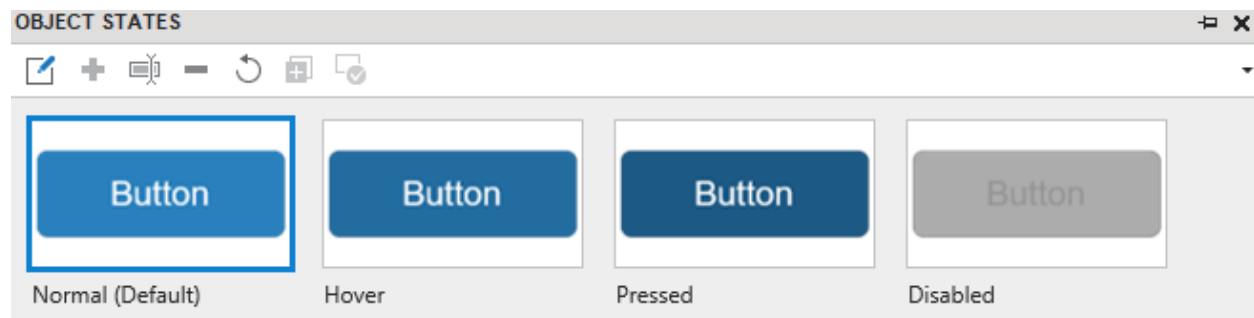 OBJECT STATES
Button Button Button Button
Normal (Default) Hover Pressed Disabled